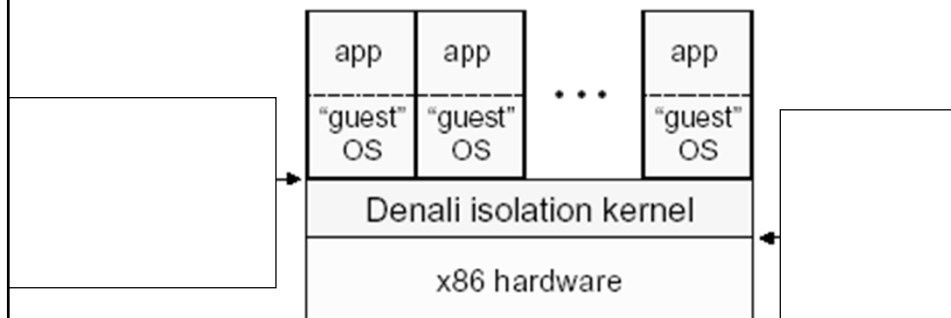 app app app
“guest” “guest” • • • “guest”
OS OS OS
Denali isolation kernel
x86 hardware